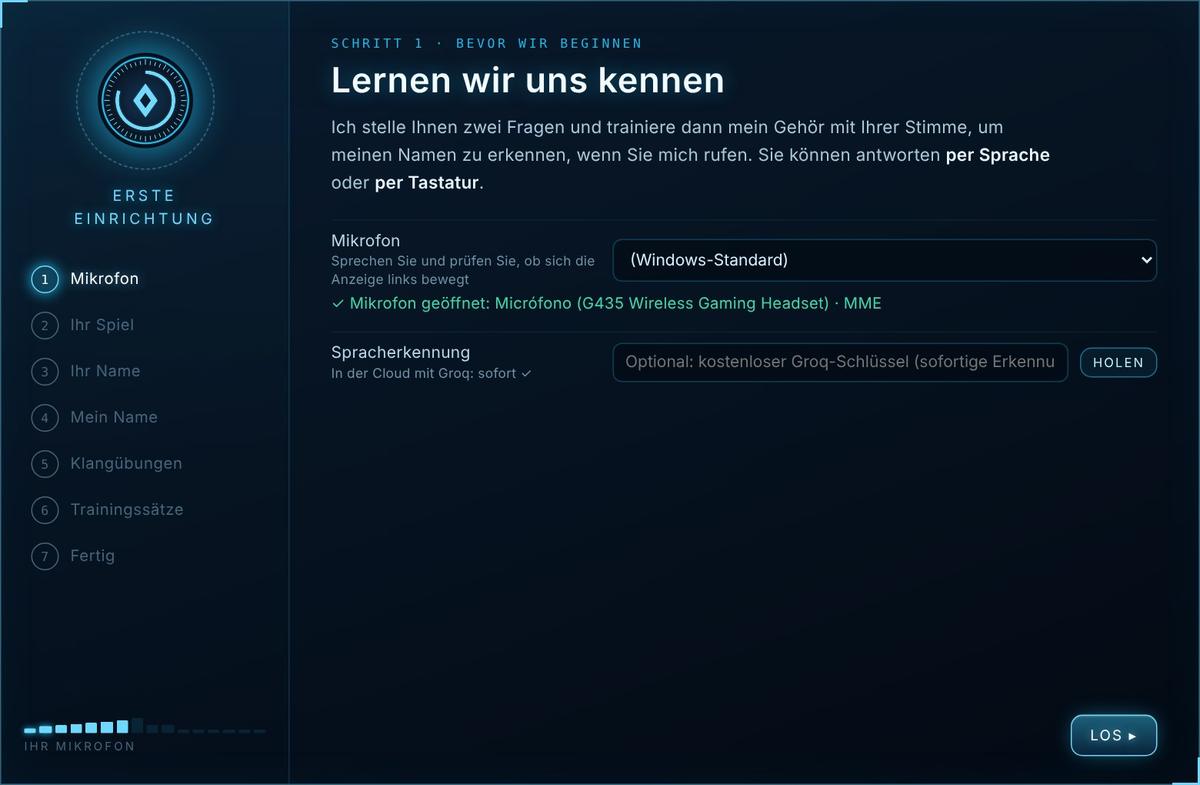 ERSTE
EINRICHTUNG
1 Mikrofon
2 Ihr Spiel
3 Ihr Name
4 Mein Name
5 Klangübungen
6 Trainingssätze
7 Fertig
IHR MIKROFON
SCHRITT 1 · BEVOR WIR BEGINNEN
Lernen wir uns kennen
Ich stelle Ihnen zwei Fragen und trainiere dann mein Gehör mit Ihrer Stimme, um
meinen Namen zu erkennen, wenn Sie mich rufen. Sie können antworten per Sprache
oder per Tastatur.
Mikrofon
Sprechen Sie und prüfen Sie, ob sich die
Anzeige links bewegt
(Windows-Standard)
✓ Mikrofon geöffnet: Micrófono (G435 Wireless Gaming Headset) · MME
Spracherkennung
In der Cloud mit Groq: sofort ✓
Optional: kostenloser Groq-Schlüssel (sofortige Erkennu
HOLEN
LOS ▸